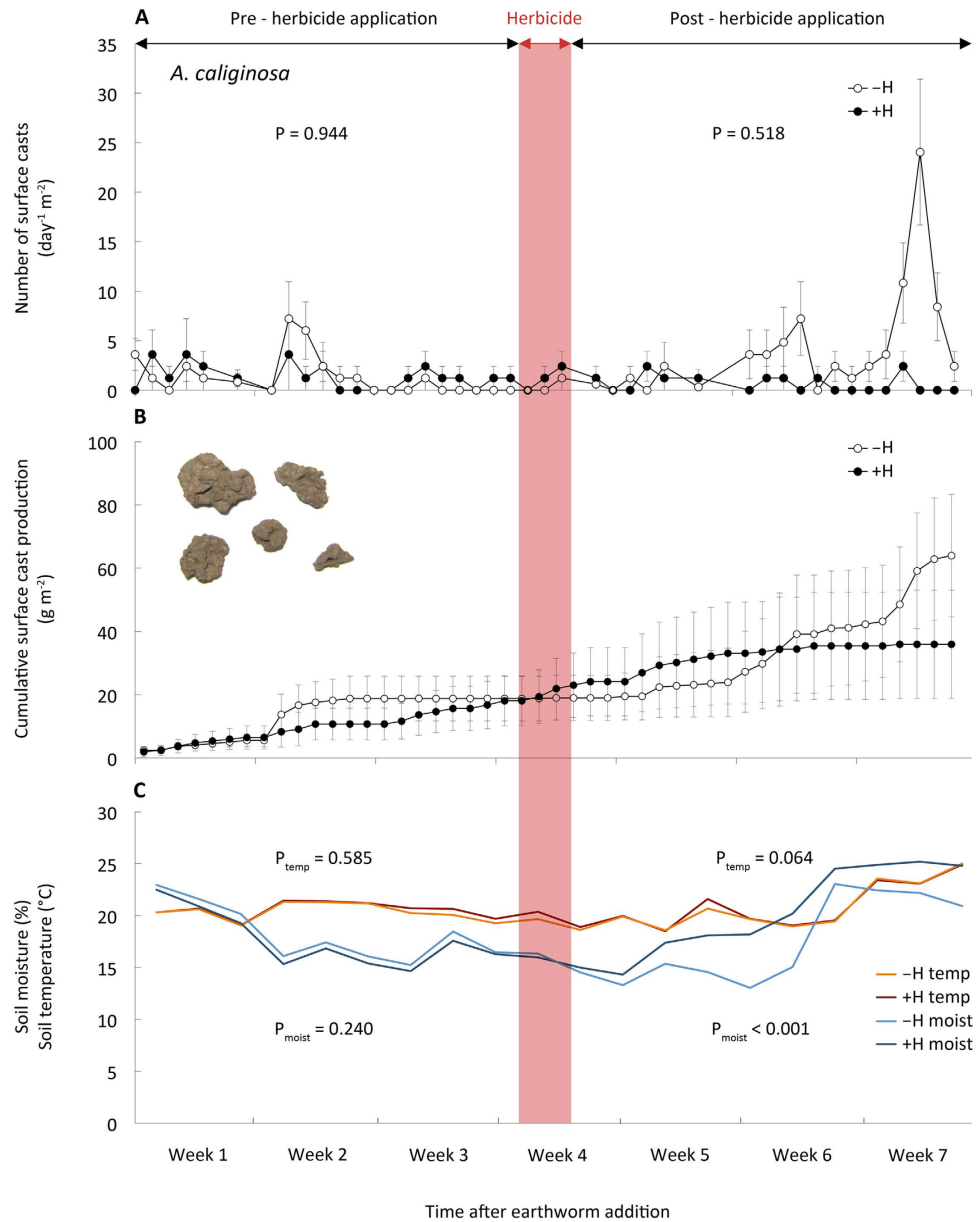 A
Pre - herbicide application
Herbicide
Post - herbicide application
35
30
25
20
15
10
5
0
Number of surface casts
(day⁻¹ m⁻²)
A. caliginosa
P = 0.944
P = 0.518
–H
+H
B
100
80
60
40
20
0
Cumulative surface cast production
(g m⁻²)
–H
+H
C
30
25
20
15
10
5
0
Soil moisture (%)
Soil temperature (°C)
P_temp = 0.585
P_temp = 0.064
P_moist = 0.240
P_moist < 0.001
–H temp
+H temp
–H moist
+H moist
Week 1
Week 2
Week 3
Week 4
Week 5
Week 6
Week 7
Time after earthworm addition